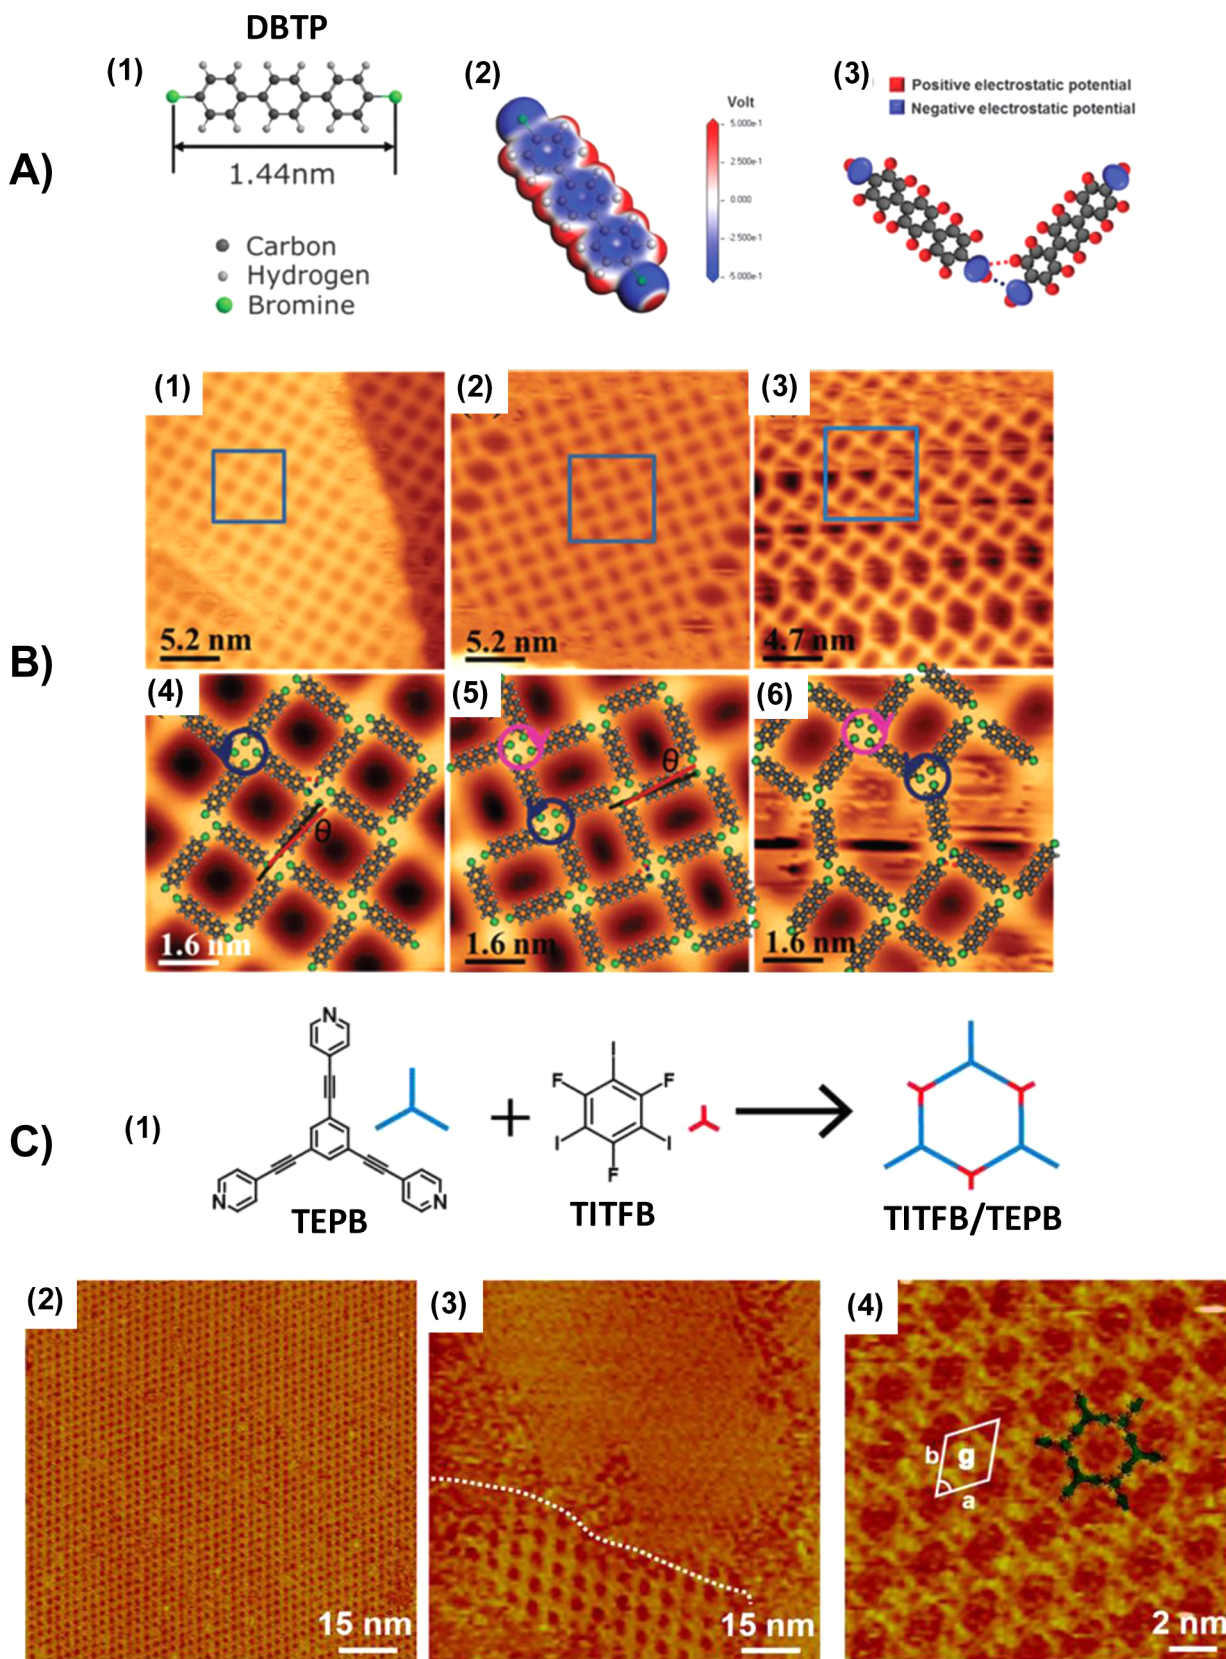 DBTP
(1)
(2)
(3)
Positive electrostatic potential
Negative electrostatic potential
Volt
5.000e-1
2.500e-1
0.000
-2.500e-1
-5.000e-1
A)
1.44nm
Carbon
Hydrogen
Bromine
(1)
(2)
(3)
5.2 nm
5.2 nm
4.7 nm
B)
(4)
(5)
(6)
θ
θ
1.6 nm
1.6 nm
1.6 nm
C)
(1)
N
N
N
TEPB
+
I
F
F
I
I
F
TITFB
TITFB/TEPB
(2)
(3)
(4)
b
g
a
15 nm
15 nm
2 nm